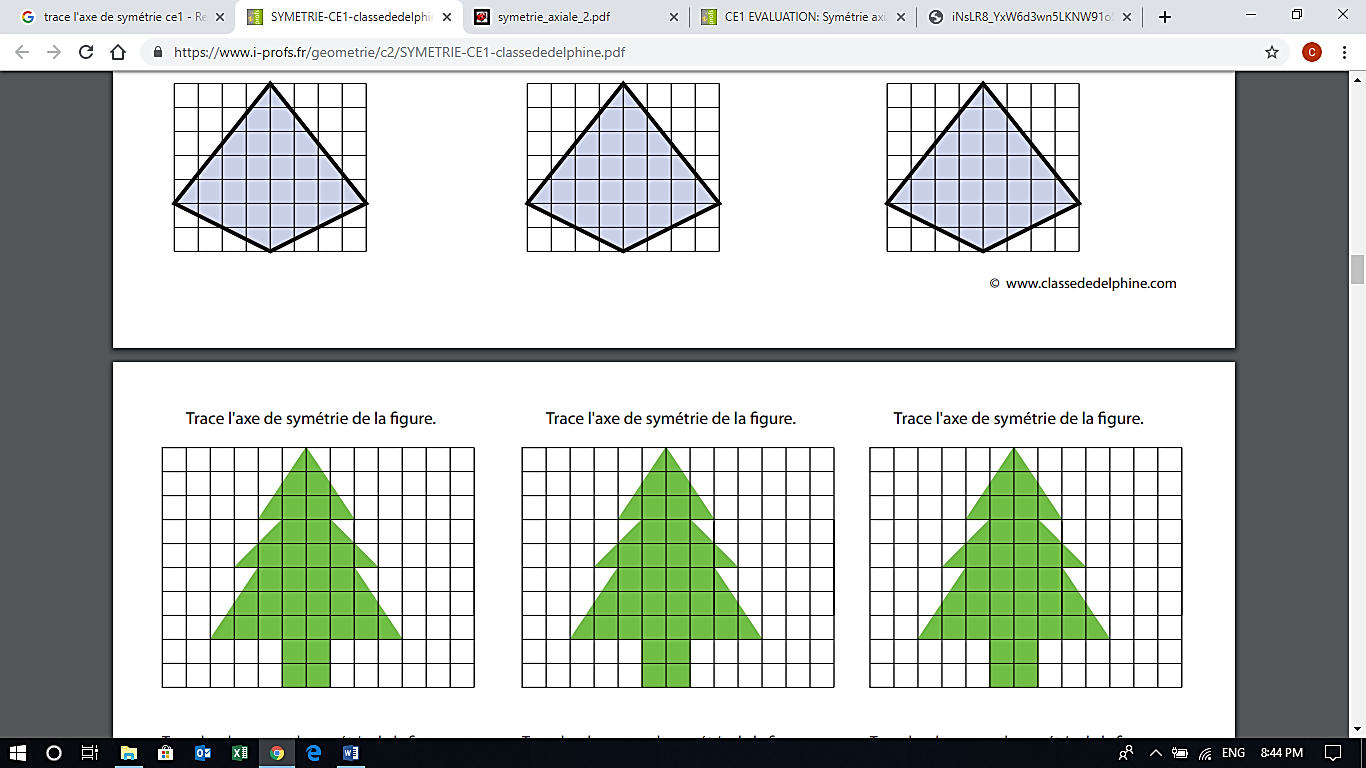 trace l'axe de symétrie ce1 - Re
SYMETRIE-CE1-classededelphin
symetrie_axiale_2.pdf
CE1 EVALUATION: Symétrie axi
iNsLR8_YxW6d3wn5LKNW91o
https://www.i-profs.fr/geometrie/c2/SYMETRIE-CE1-classededelphine.pdf
C
© www.classededelphine.com
Trace l'axe de symétrie de la figure.
Trace l'axe de symétrie de la figure.
Trace l'axe de symétrie de la figure.
ENG
8:44 PM